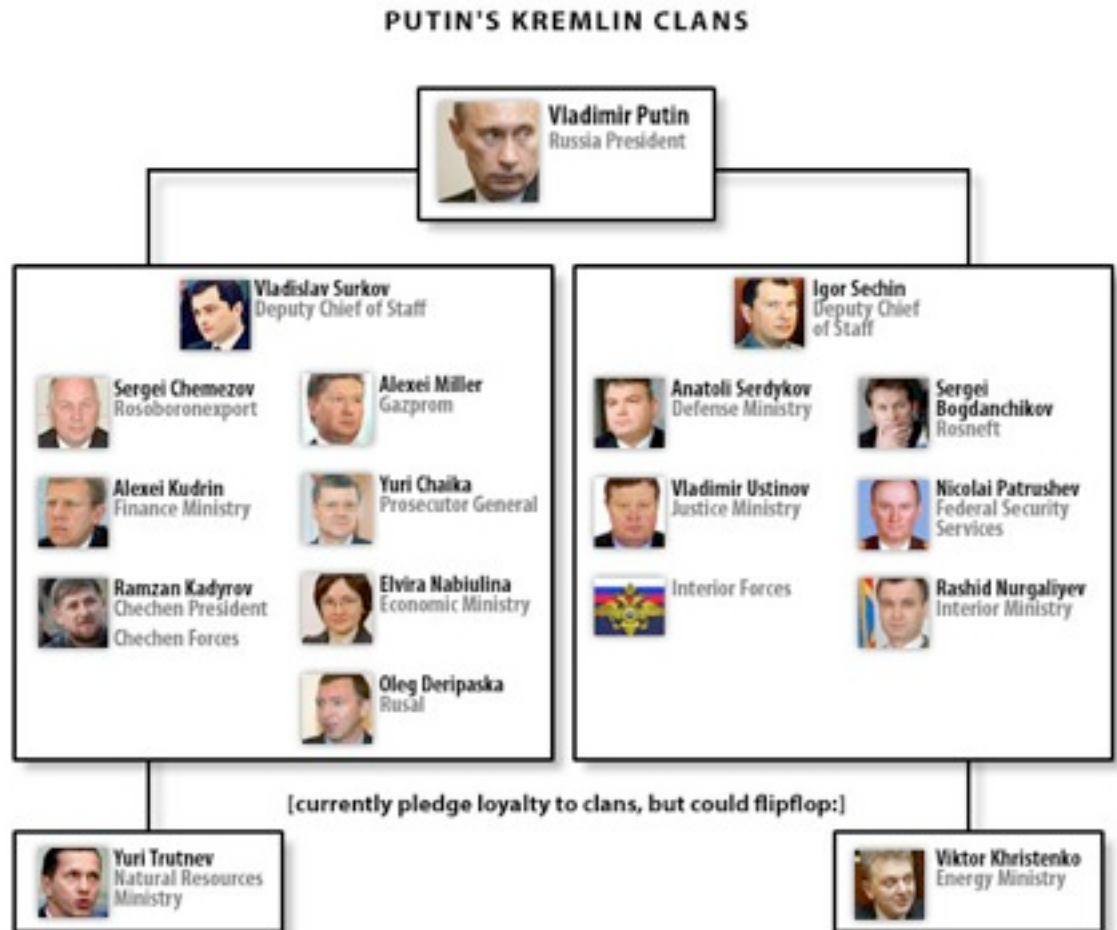 PUTIN'S KREMLIN CLANS
Vladimir Putin
Russia President
Vladislav Surkov
Deputy Chief of Staff
Sergei Chemezov
Rosoboronexport
Alexei Miller
Gazprom
Alexei Kudrin
Finance Ministry
Yuri Chaika
Prosecutor General
Ramzan Kadyrov
Chechen President
Chechen Forces
Elvira Nabiulina
Economic Ministry
Oleg Deripaska
Rusal
Igor Sechin
Deputy Chief
of Staff
Anatoli Serdykov
Defense Ministry
Sergei
Bogdanchikov
Rosneft
Vladimir Ustinov
Justice Ministry
Nicolai Patrushev
Federal Security
Services
Interior Forces
Rashid Nurgaliyev
Interior Ministry
[currently pledge loyalty to clans, but could flipflop:]
Yuri Trutnev
Natural Resources
Ministry
Viktor Khristenko
Energy Ministry